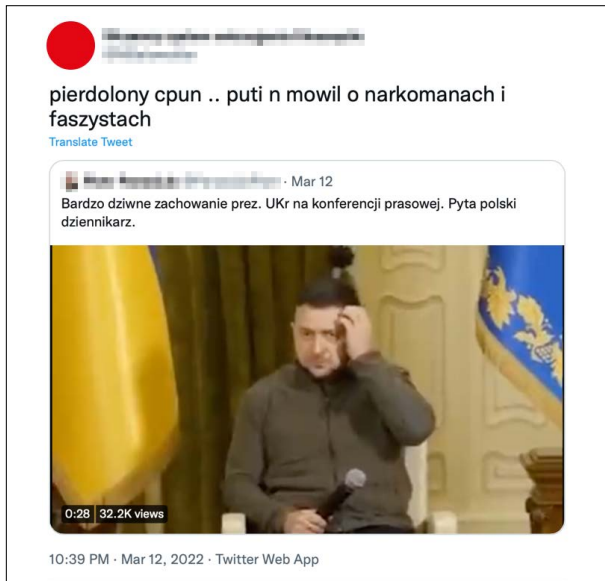 pierdolony cpun .. puti n mowil o narkomanach i
faszystach
Translate Tweet
· Mar 12
Bardzo dziwne zachowanie prez. UKr na konferencji prasowej. Pyta polski
dziennikarz.
0:28 32.2K views
10:39 PM · Mar 12, 2022 · Twitter Web App